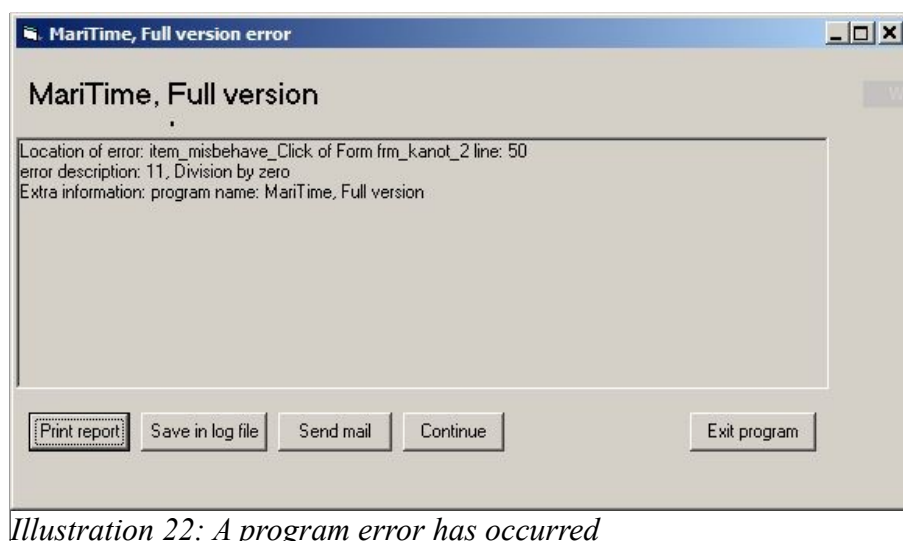 MariTime, Full version error
MariTime, Full version
Location of error: item_misbehave_Click of Form frm_kanot_2 line: 50
error description: 11, Division by zero
Extra information: program name: MariTime, Full version
Print report Save in log file Send mail Continue Exit program
Illustration 22: A program error has occurred